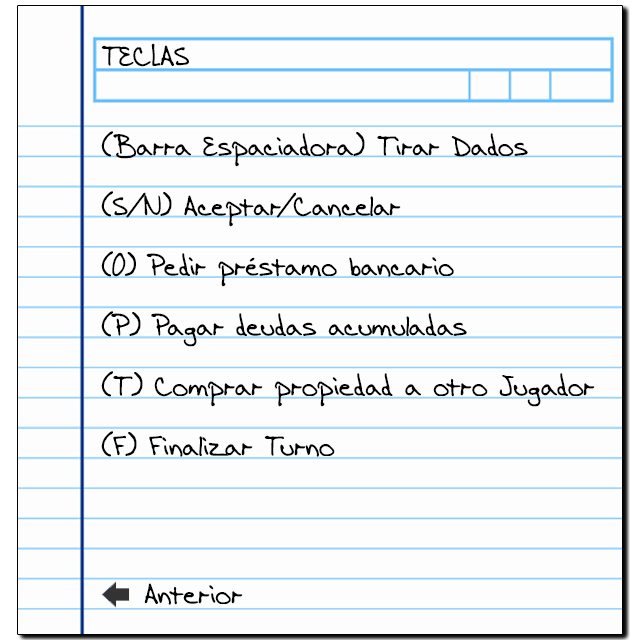 TECLAS
(Barra Espaciadora) Tirar Dados
(S/N) Aceptar/Cancelar
(O) Pedir préstamo bancario
(P) Pagar deudas acumuladas
(T) Comprar propiedad a otro Jugador
(F) Finalizar Turno
Anterior